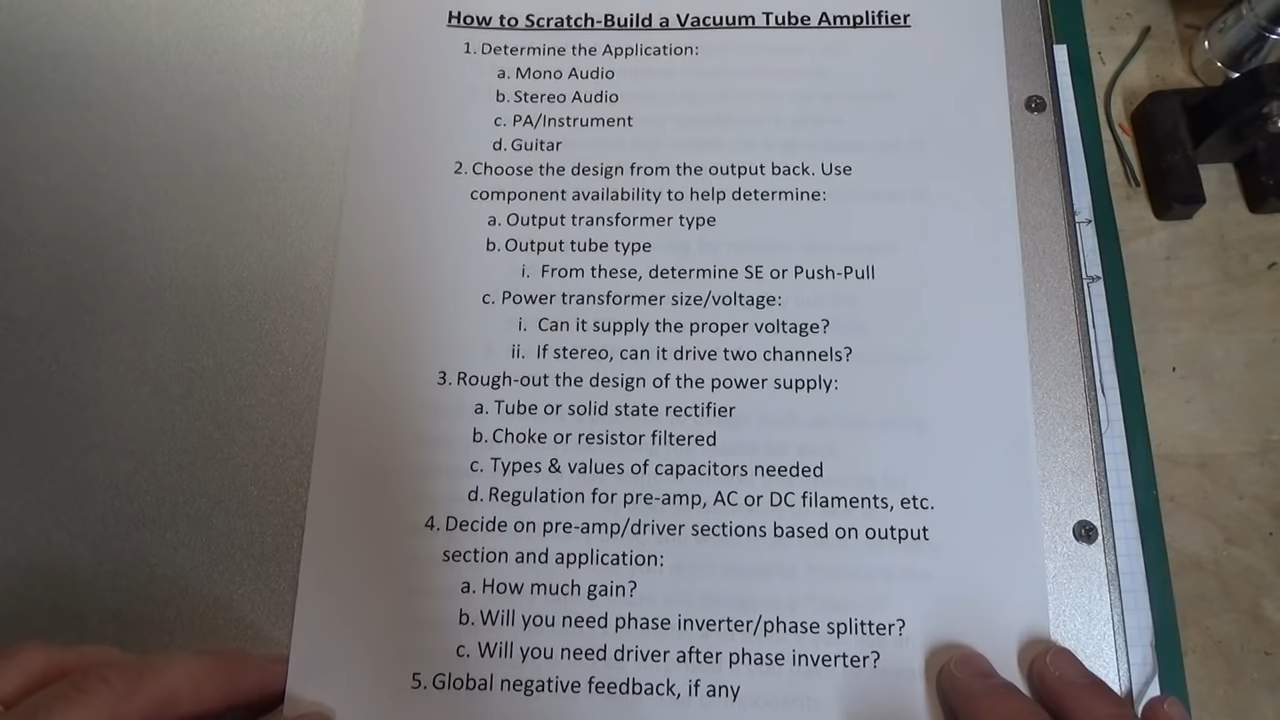 How to Scratch-Build a Vacuum Tube Amplifier
1. Determine the Application:
a. Mono Audio
b. Stereo Audio
c. PA/Instrument
d. Guitar
2. Choose the design from the output back. Use
component availability to help determine:
a. Output transformer type
b. Output tube type
i. From these, determine SE or Push-Pull
c. Power transformer size/voltage:
i. Can it supply the proper voltage?
ii. If stereo, can it drive two channels?
3. Rough-out the design of the power supply:
a. Tube or solid state rectifier
b. Choke or resistor filtered
c. Types & values of capacitors needed
d. Regulation for pre-amp, AC or DC filaments, etc.
4. Decide on pre-amp/driver sections based on output
section and application:
a. How much gain?
b. Will you need phase inverter/phase splitter?
c. Will you need driver after phase inverter?
5. Global negative feedback, if any